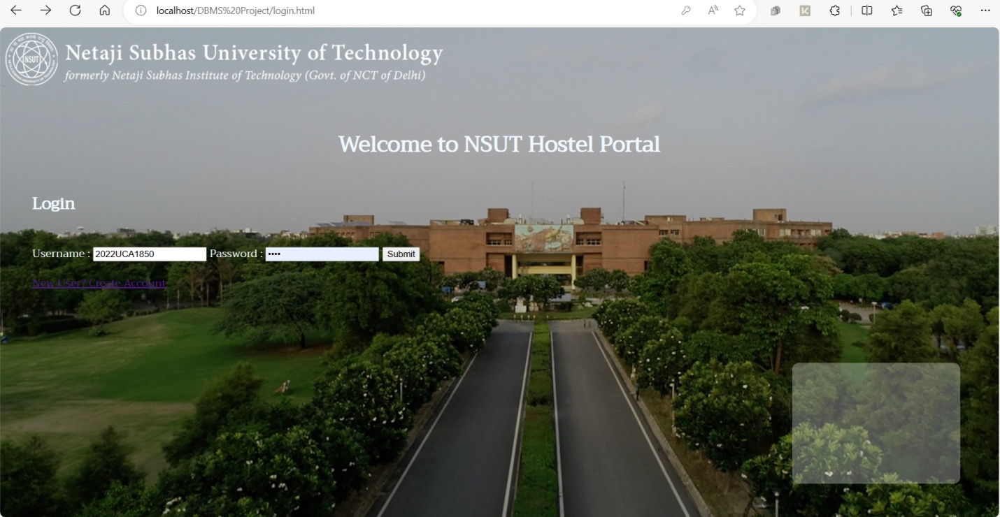 localhost/DBMS%20Project/login.html
NSUT
Netaji Subhas University of Technology
formerly Netaji Subhas Institute of Technology (Govt. of NCT of Delhi)
Welcome to NSUT Hostel Portal
Login
Username : 2022UCA1850 Password : •••• Submit
New User? Create Account